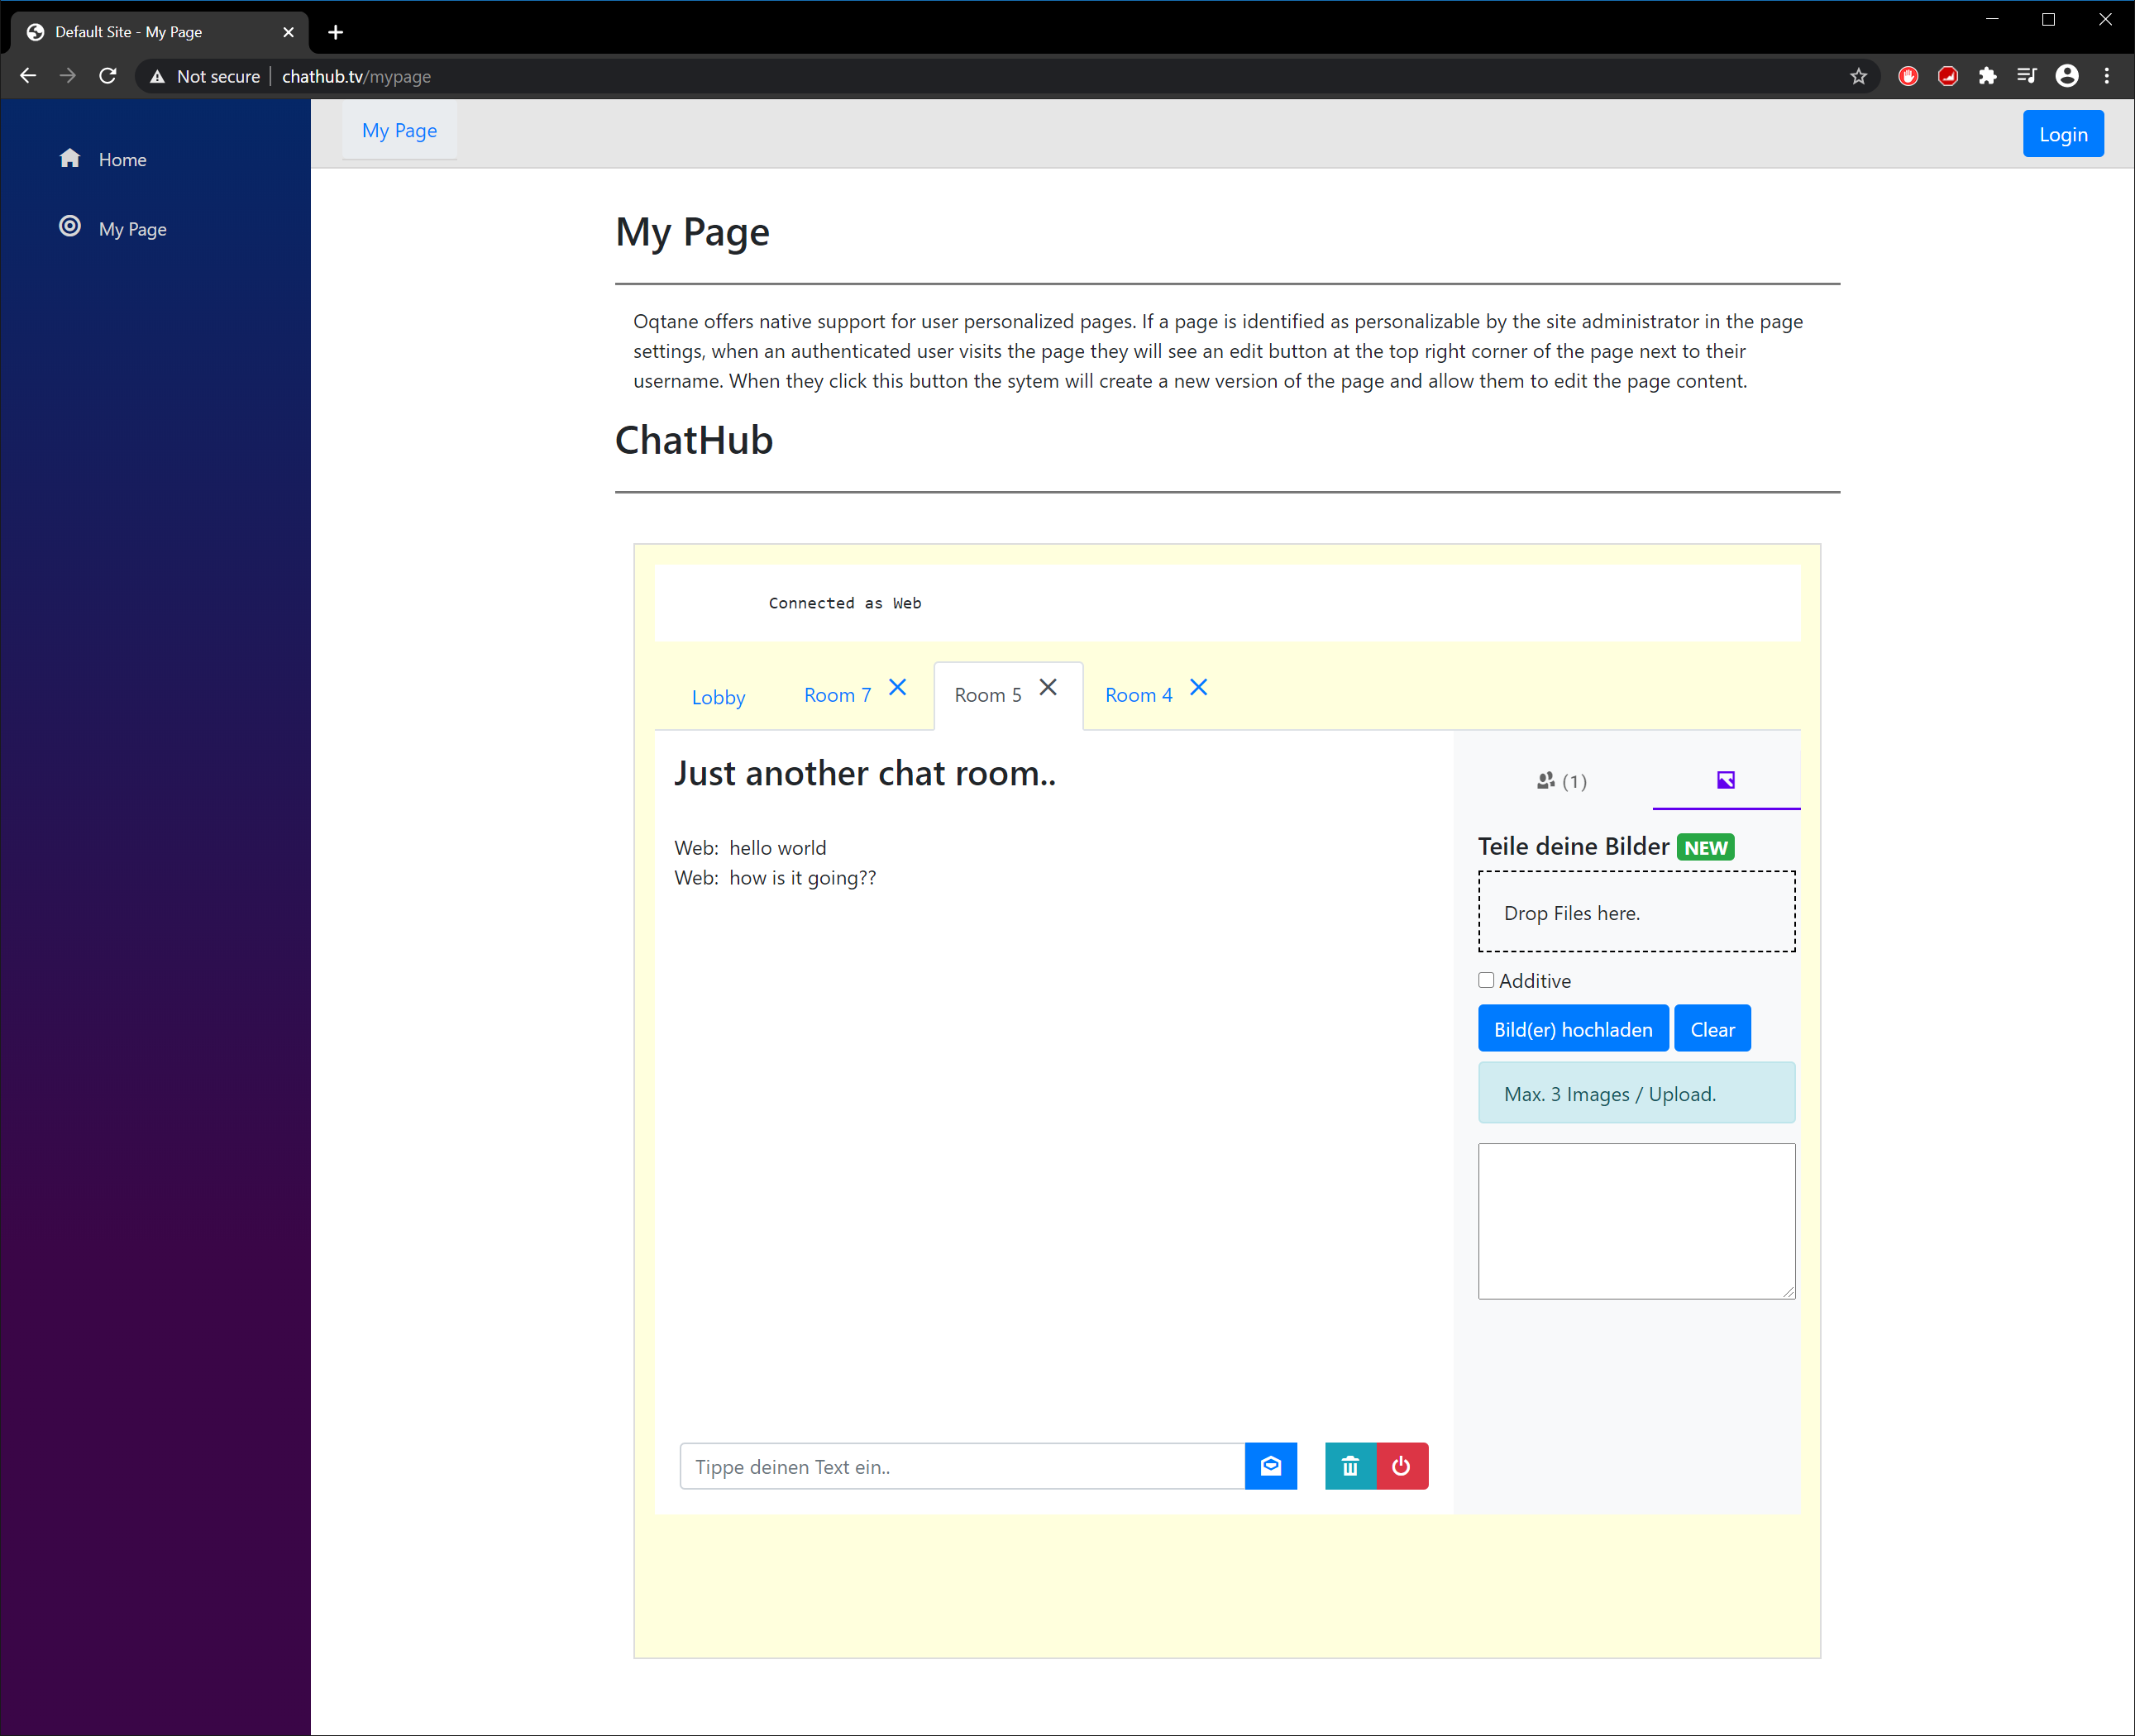 Default Site - My Page
Not secure | chathub.tv/mypage
Home
My Page
My Page
Login
My Page
Oqtane offers native support for user personalized pages. If a page is identified as personalizable by the site administrator in the page
settings, when an authenticated user visits the page they will see an edit button at the top right corner of the page next to their
username. When they click this button the sytem will create a new version of the page and allow them to edit the page content.
ChatHub
Connected as Web
Lobby
Room 7
Room 5
Room 4
Just another chat room..
Web: hello world
Web: how is it going??
Tippe deinen Text ein..
(1)
Teile deine Bilder NEW
Drop Files here.
Additive
Bild(er) hochladen
Clear
Max. 3 Images / Upload.